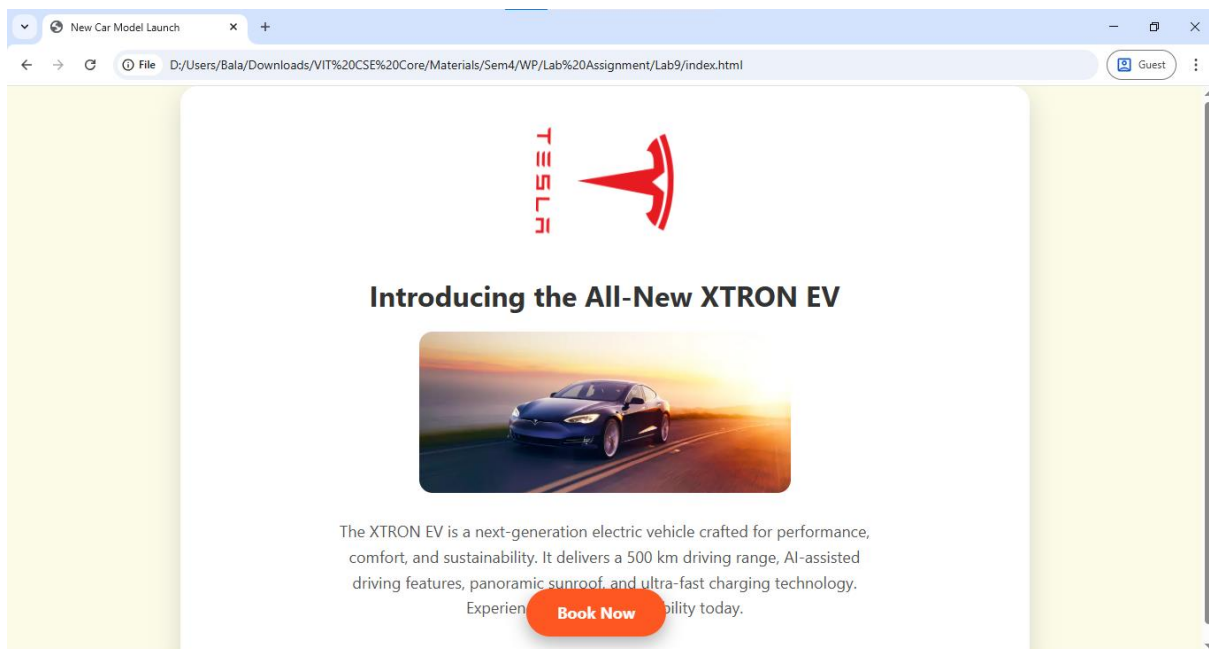 New Car Model Launch
File D:/Users/Bala/Downloads/VIT%20CSE%20Core/Materials/Sem4/WP/Lab%20Assignment/Lab9/index.html Guest
TESLA
Introducing the All-New XTRON EV
The XTRON EV is a next-generation electric vehicle crafted for performance,
comfort, and sustainability. It delivers a 500 km driving range, AI-assisted
driving features, panoramic sunroof, and ultra-fast charging technology.
today.
Book Now